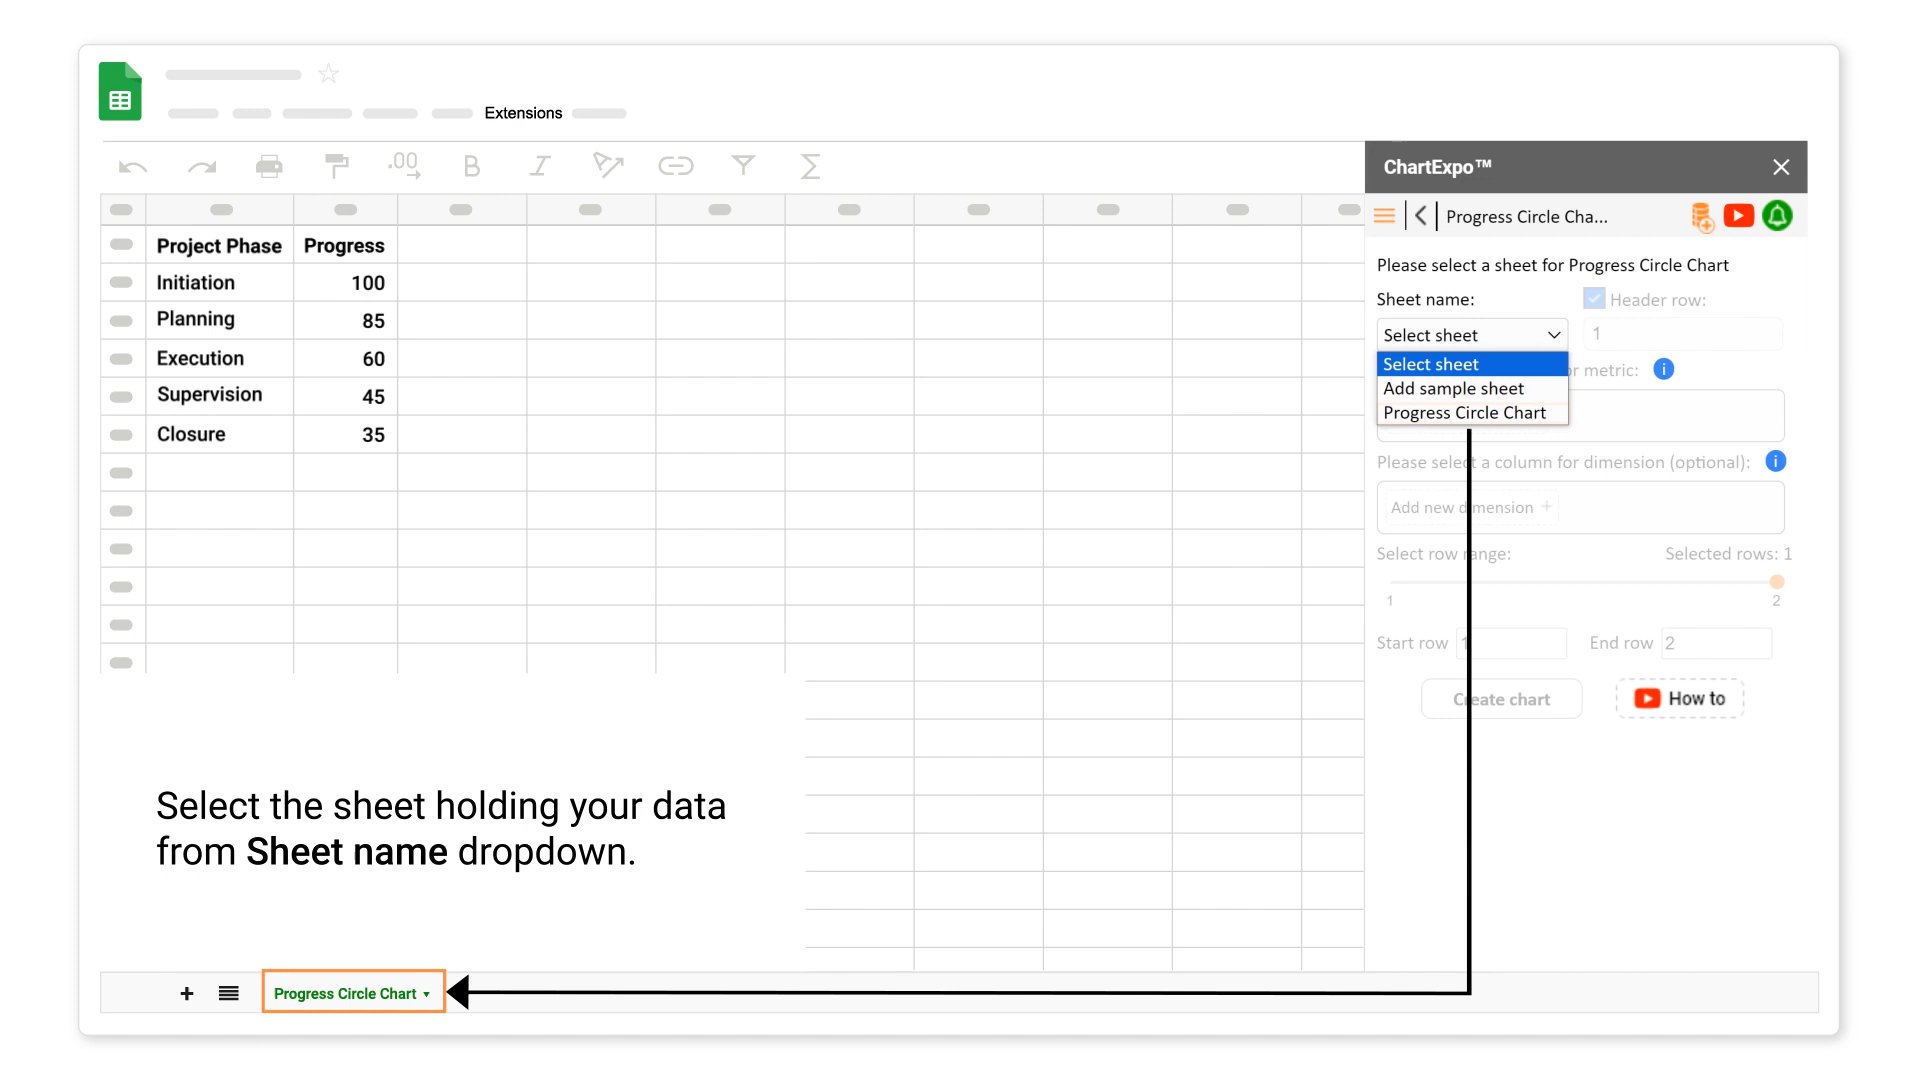 Extensions
.00
B
I
Σ
ChartExpo™
Progress Circle Cha...
Project Phase Progress
Initiation 100
Planning 85
Execution 60
Supervision 45
Closure 35
Please select a sheet for Progress Circle Chart
Sheet name:
Header row:
Select sheet
1
Select sheet
Add sample sheet
Progress Circle Chart
metric:
Please select a column for dimension (optional):
Add new dimension +
Select row range:
Selected rows: 1
1
2
Start row 1
End row 2
Create chart
How to
Select the sheet holding your data
from Sheet name dropdown.
+
Progress Circle Chart